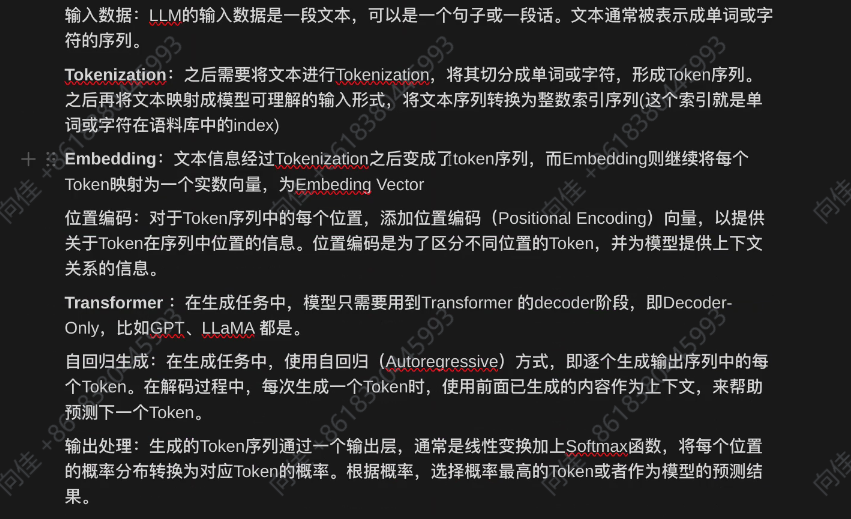 输入数据：LLM的输入数据是一段文本，可以是一个句子或一段话。文本通常被表示成单词或字
符的序列。
Tokenization：之后需要将文本进行Tokenization，将其切分成单词或字符，形成Token序列。
之后再将文本映射成模型可理解的输入形式，将文本序列转换为整数索引序列(这个索引就是单
词或字符在语料库中的index)
Embedding：文本信息经过Tokenization之后变成了token序列，而Embedding则继续将每个
Token映射为一个实数向量，为Embeding Vector
位置编码：对于Token序列中的每个位置，添加位置编码（Positional Encoding）向量，以提供
关于Token在序列中位置的信息。位置编码是为了区分不同位置的Token，并为模型提供上下文
关系的信息。
Transformer ：在生成任务中，模型只需要用到Transformer 的decoder阶段，即Decoder-
Only，比如GPT、LLaMA 都是。
自回归生成：在生成任务中，使用自回归（Autoregressive）方式，即逐个生成输出序列中的每
个Token。在解码过程中，每次生成一个Token时，使用前面已生成的内容作为上下文，来帮助
预测下一个Token。
输出处理：生成的Token序列通过一个输出层，通常是线性变换加上Softmax函数，将每个位置
的概率分布转换为对应Token的概率。根据概率，选择概率最高的Token或者作为模型的预测结
果。
向佳 +8618380445993